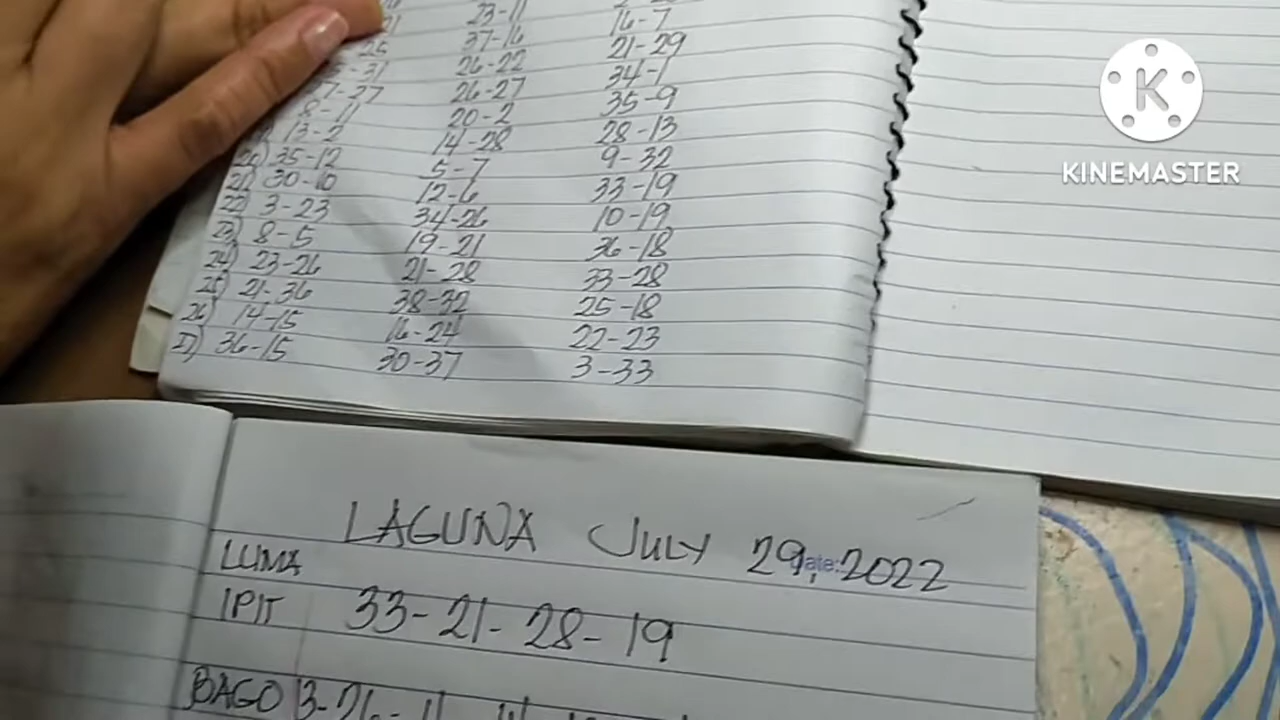 23-11 16-7
37-16 21-29
25 26-22 34-1
26-27 35-9
8-11 20-2 28-13
13-2 14-28 9-32
35-12 5-7 33-19
21) 30-10 12-6 10-19
22) 3-23 34-26 36-18
23) 8-5 19-21 33-28
24) 23-26 21-28 25-18
25) 21-36 38-32 22-23
26) 14-15 16-24 3-33
27) 36-15 30-37
K
KINEMASTER
LAGUNA JULY 29, 2022
LUMA
IPIT 33-21-28-19
BAGO 13-26-11